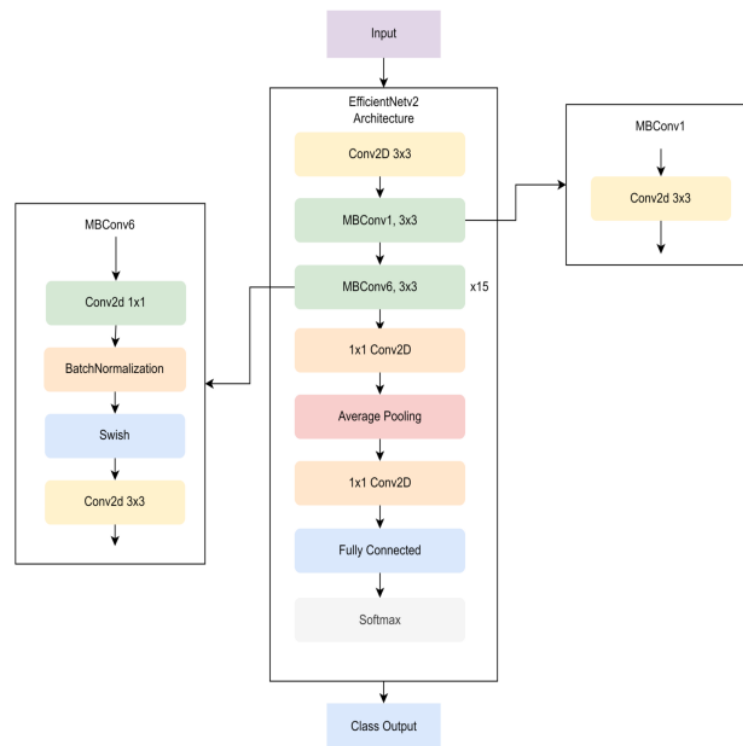 Input
EfficientNetv2
Architecture
Conv2D 3x3
MBConv1, 3x3
MBConv6, 3x3
x15
1x1 Conv2D
Average Pooling
1x1 Conv2D
Fully Connected
Softmax
Class Output
MBConv6
Conv2d 1x1
BatchNormalization
Swish
Conv2d 3x3
MBConv1
Conv2d 3x3